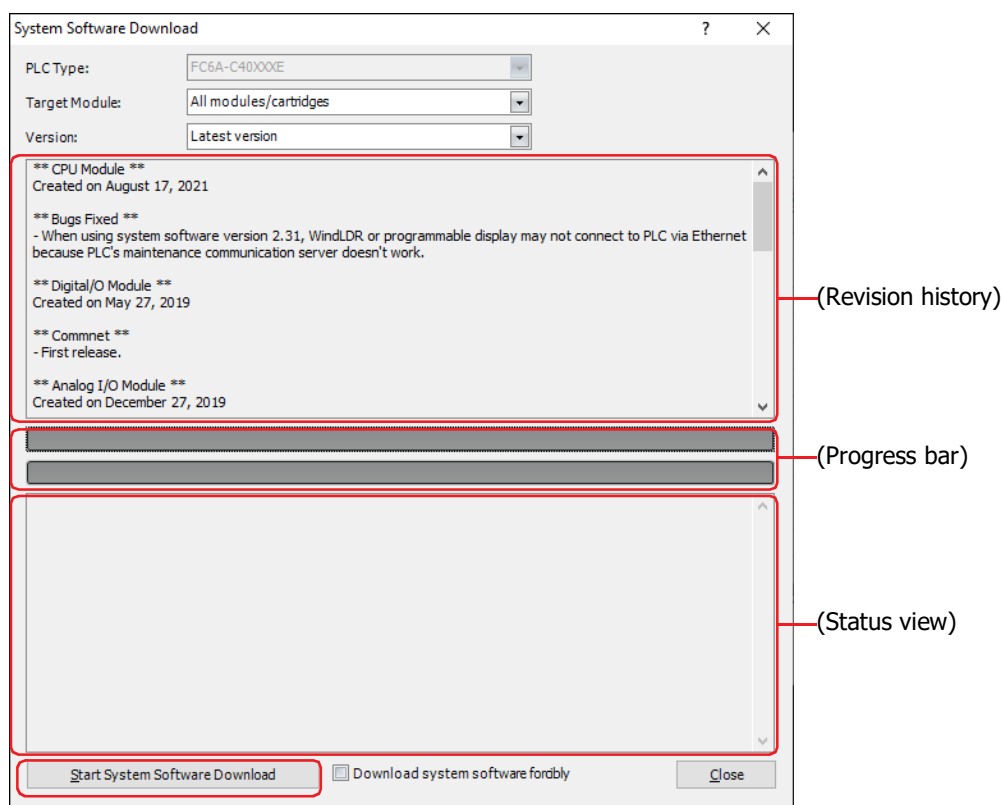 System Software Download ? ✕
PLC Type: FC6A-C40XXXE
Target Module: All modules/cartridges
Version: Latest version
** CPU Module **
Created on August 17, 2021
** Bugs Fixed **
- When using system software version 2.31, WindLDR or programmable display may not connect to PLC via Ethernet
because PLC's maintenance communication server doesn't work.
** Digital/O Module **
Created on May 27, 2019
** Commnet **
- First release.
** Analog I/O Module **
Created on December 27, 2019
(Revision history)
(Progress bar)
(Status view)
Start System Software Download
Download system software forcibly
Close